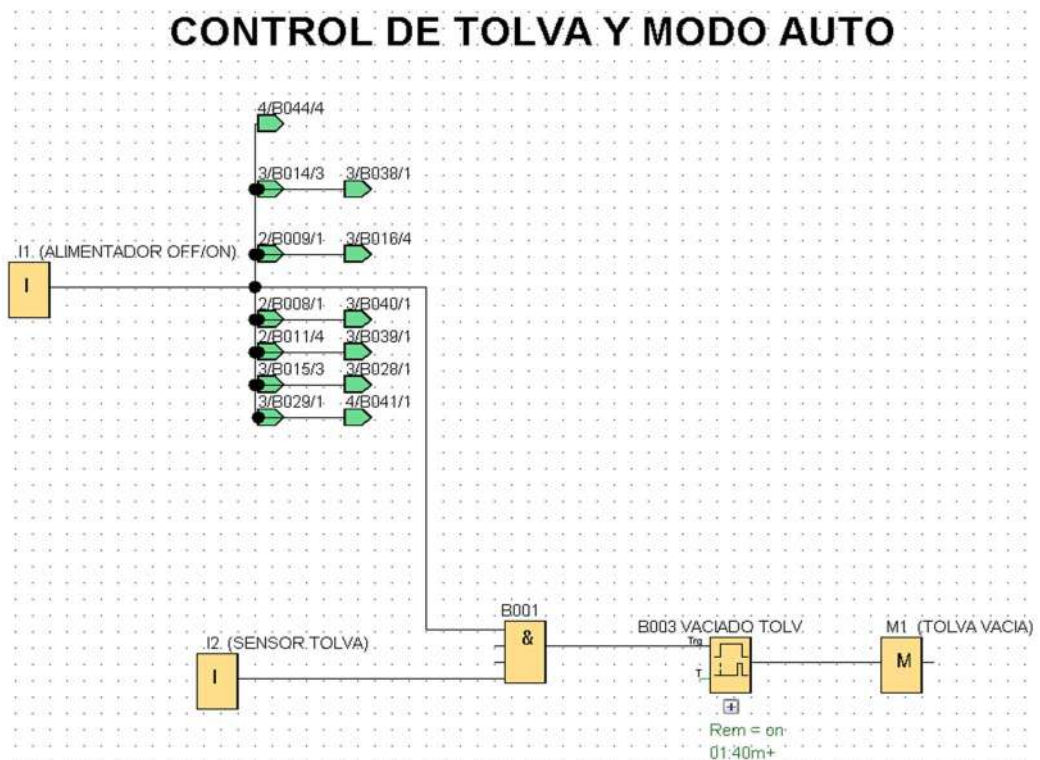 CONTROL DE TOLVA Y MODO AUTO
4/B044/4
3/B014/3 3/B038/1
2/B009/1 3/B016/4
.I1. (ALIMENTADOR OFF/ON)
I
2/B008/1 3/B040/1
2/B011/4 3/B039/1
3/B015/3 3/B028/1
3/B029/1 4/B041/1
B001
&
.I2. (SENSOR.TOLVA)
I
B003 VACIADO TOLV.
Trg
T
M1 (TOLVA VACIA)
M
+
Rem = on
01:40m+